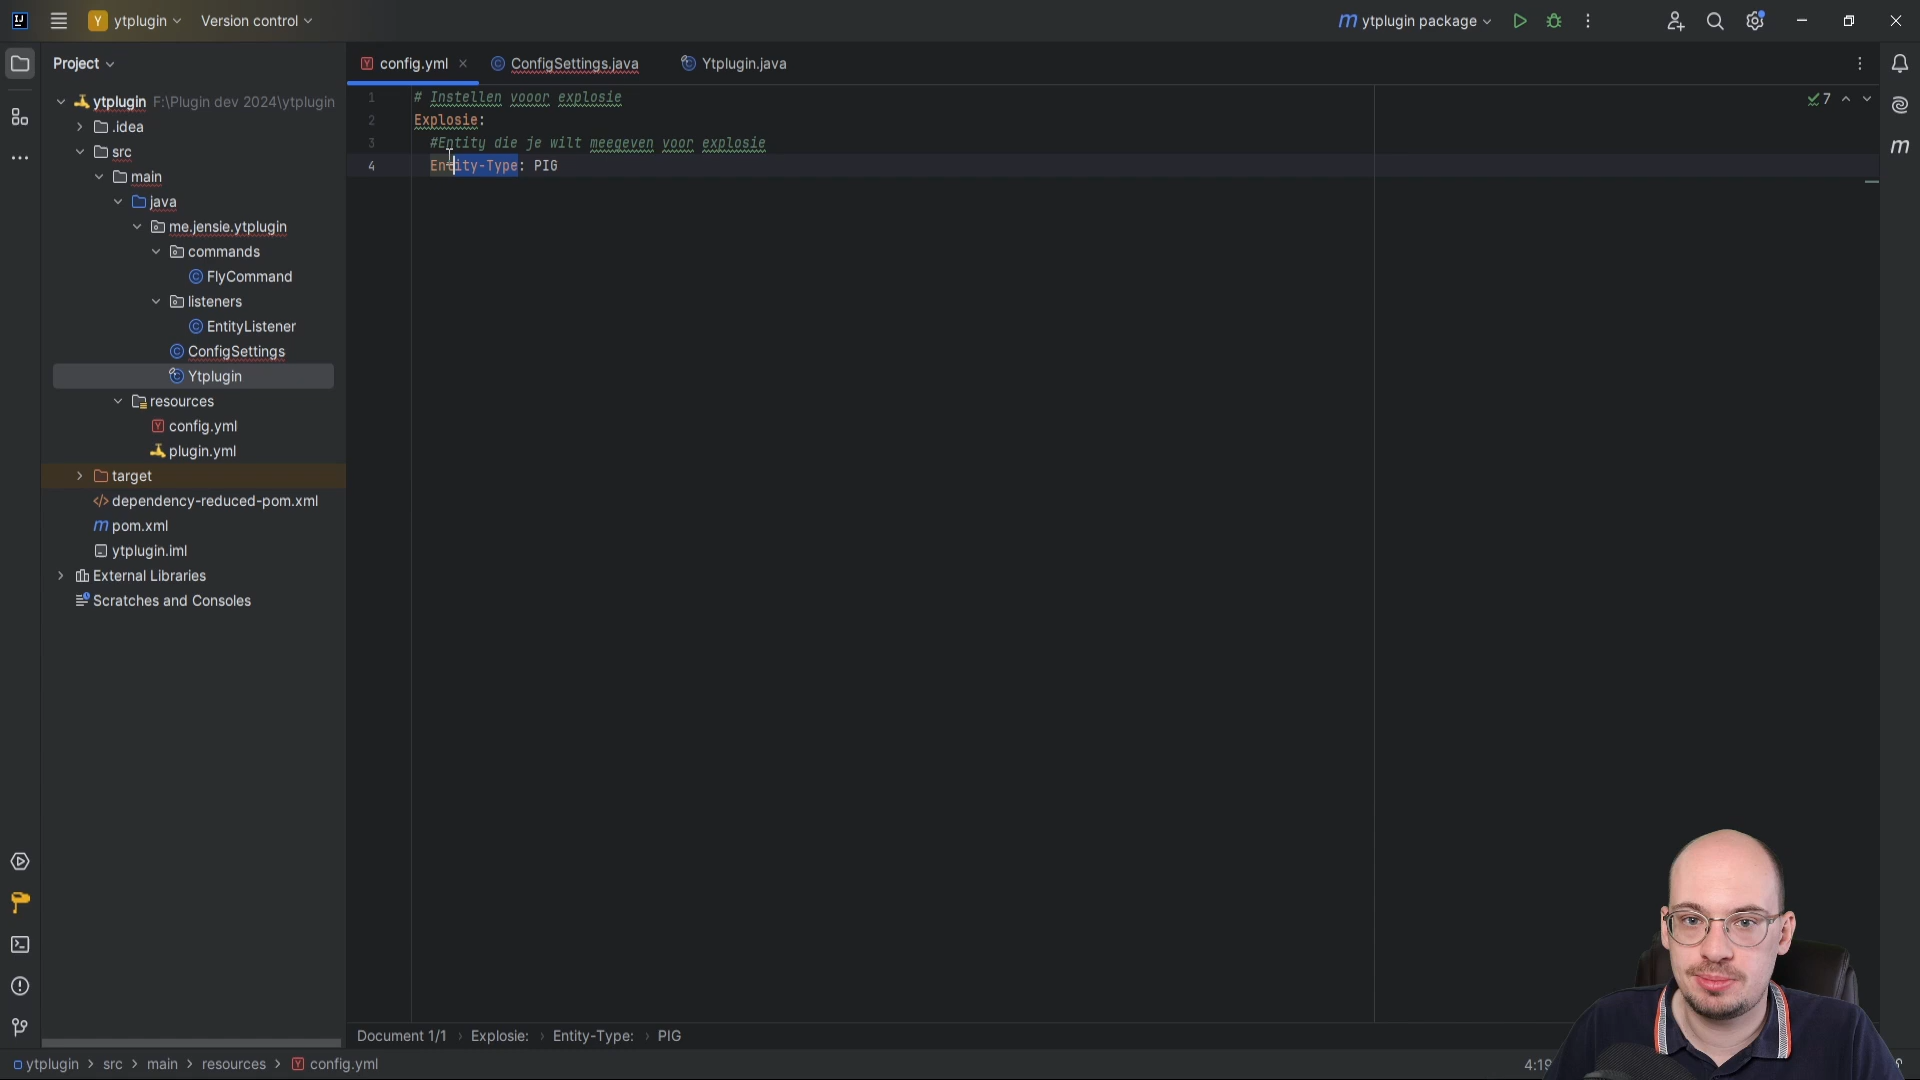 Y ytplugin
Version control
m ytplugin package
Project
config.yml
ConfigSettings.java
Ytplugin.java
ytplugin F:\Plugin dev 2024\ytplugin
.idea
src
main
java
me.jensie.ytplugin
commands
FlyCommand
listeners
EntityListener
ConfigSettings
Ytplugin
resources
config.yml
plugin.yml
target
dependency-reduced-pom.xml
m pom.xml
ytplugin.iml
External Libraries
Scratches and Consoles
1 # Instellen vooor explosie
2 Explosie:
3 #Entity die je wilt meegeven voor explosie
4 Entity-Type: PIG
7
Document 1/1 › Explosie: › Entity-Type: › PIG
ytplugin › src › main › resources › config.yml